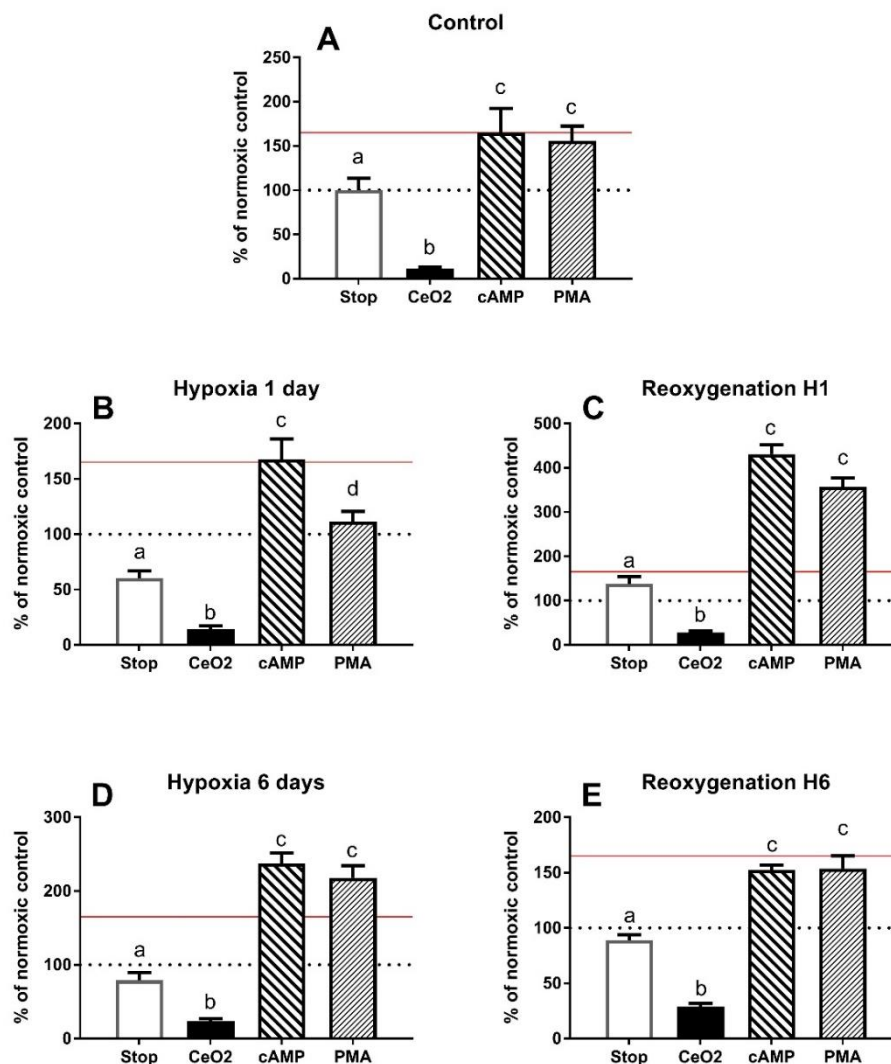 A
Control
% of normoxic control
250
200
150
100
50
0
a
b
c
c
Stop CeO2 cAMP PMA
B
Hypoxia 1 day
% of normoxic control
200
150
100
50
0
a
b
c
d
Stop CeO2 cAMP PMA
C
Reoxygenation H1
% of normoxic control
500
400
300
200
100
0
a
b
c
c
Stop CeO2 cAMP PMA
D
Hypoxia 6 days
% of normoxic control
300
200
100
0
a
b
c
c
Stop CeO2 cAMP PMA
E
Reoxygenation H6
% of normoxic control
200
150
100
50
0
a
b
c
c
Stop CeO2 cAMP PMA